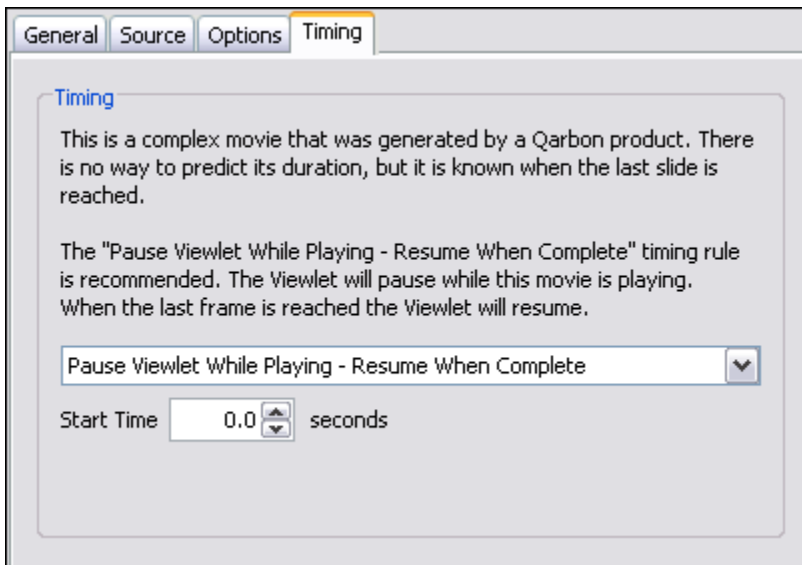 General Source Options Timing
Timing
This is a complex movie that was generated by a Qarbon product. There
is no way to predict its duration, but it is known when the last slide is
reached.
The "Pause Viewlet While Playing - Resume When Complete" timing rule
is recommended. The Viewlet will pause while this movie is playing.
When the last frame is reached the Viewlet will resume.
Pause Viewlet While Playing - Resume When Complete
Start Time 0.0 seconds